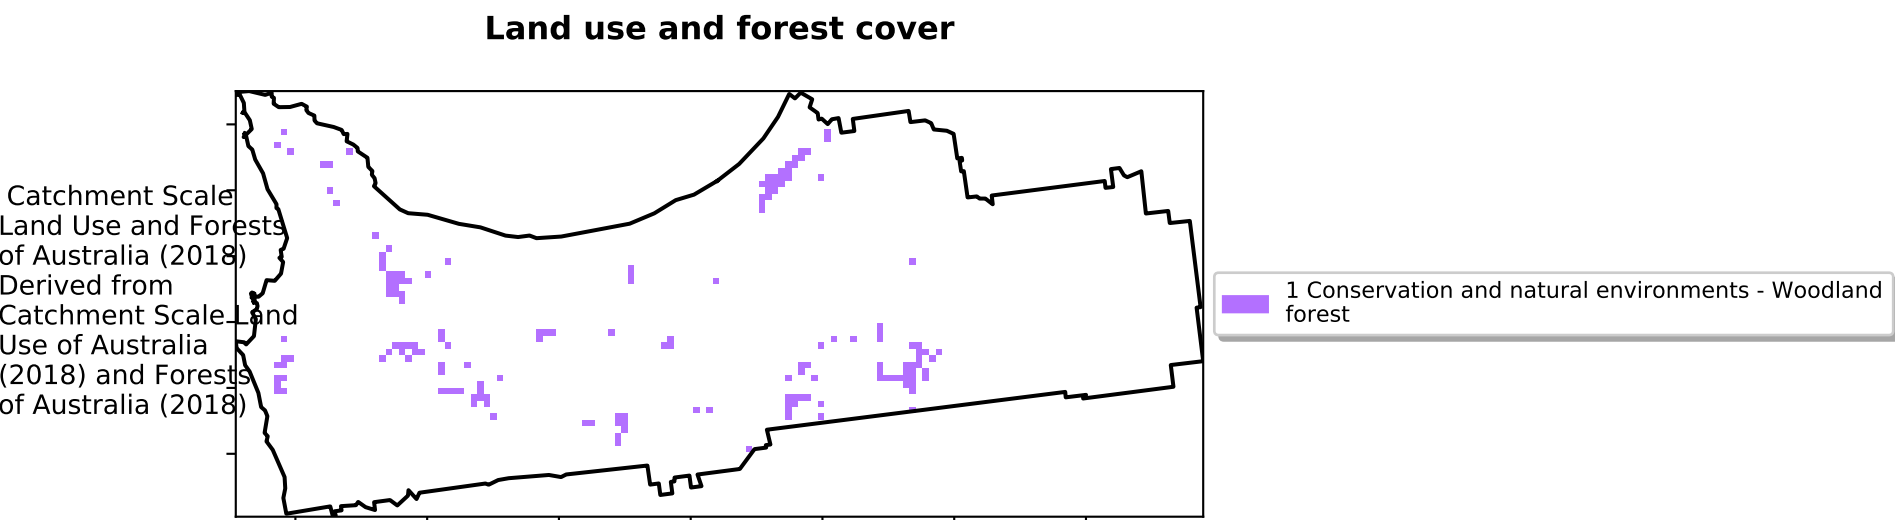 Land use and forest cover
Catchment Scale
Land Use and Forests
of Australia (2018)
Derived from
Catchment Scale Land
Use of Australia
(2018) and Forests
of Australia (2018)
1 Conservation and natural environments - Woodland
forest